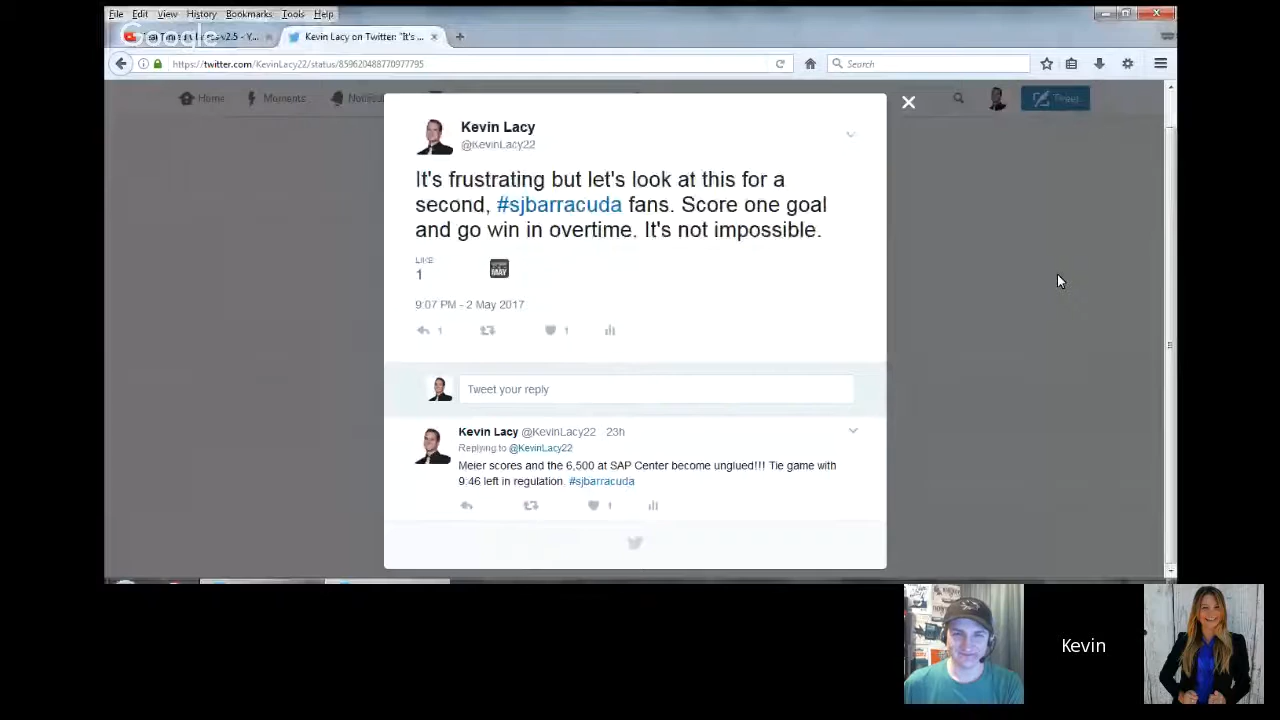 File Edit View History Bookmarks Tools Help
Google
v2.5 - Y...
Kevin Lacy on Twitter: "It's ...
https://twitter.com/KevinLacy22/status/859620488770977795
Search
Home
Moments
Tweet
Kevin Lacy
@KevinLacy22
It's frustrating but let's look at this for a
second, #sjbarracuda fans. Score one goal
and go win in overtime. It's not impossible.
LIKE
1
9:07 PM - 2 May 2017
1
1
Tweet your reply
Kevin Lacy @KevinLacy22 23h
Replying to @KevinLacy22
Meier scores and the 6,500 at SAP Center become unglued!!! Tie game with
9:46 left in regulation. #sjbarracuda
1
Kevin